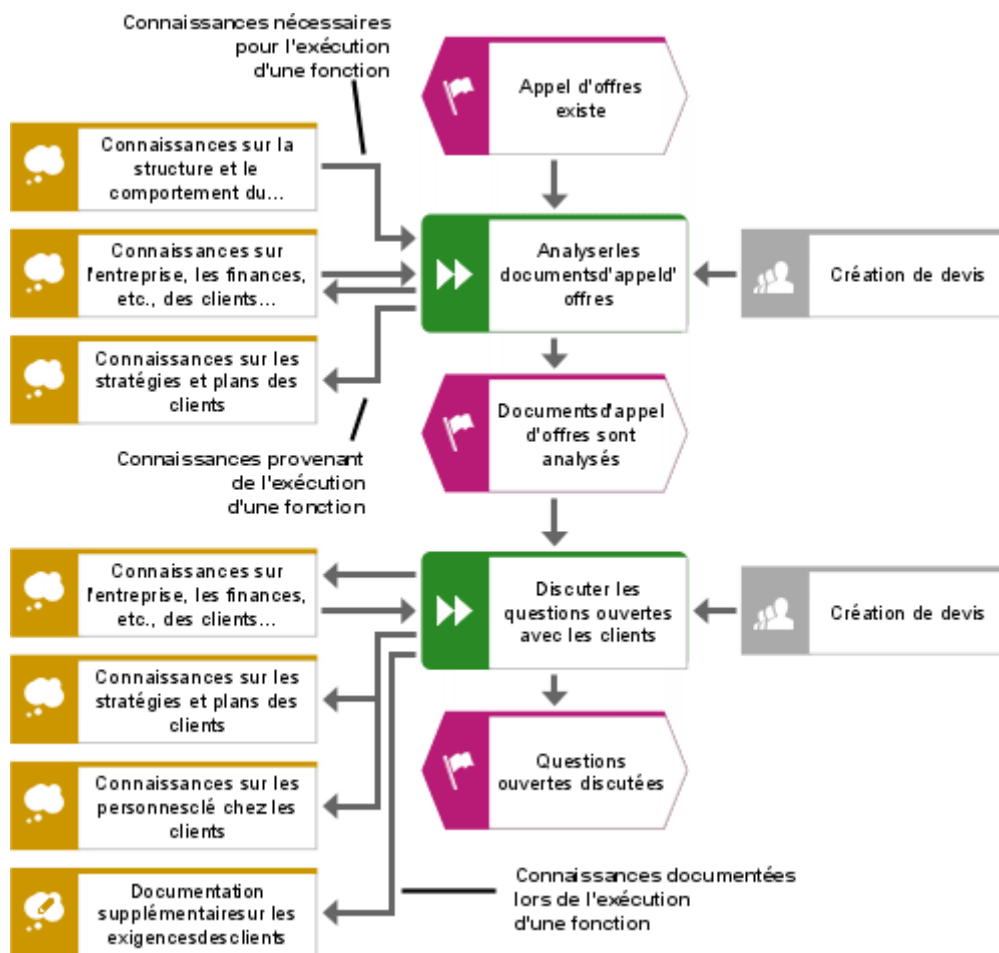 Connaissances nécessaires
pour l'exécution
d'une fonction
Appel d'offres
existe
Connaissances sur la
structure et le
comportement du...
Connaissances sur
l'entreprise, les finances,
etc., des clients...
Analyserles
documentsd'appeld'
offres
Création de devis
Connaissances sur les
stratégies et plans des
clients
Documentsd'appel
d'offres sont
analysés
Connaissances provenant
de l'exécution
d'une fonction
Connaissances sur
l'entreprise, les finances,
etc., des clients...
Discuter les
questions ouvertes
avec les clients
Création de devis
Connaissances sur les
stratégies et plans des
clients
Questions
ouvertes discutées
Connaissances sur les
personnesclé chez les
clients
Documentation
supplémentairesur les
exigencesdesclients
Connaissances documentées
lors de l'exécution
d'une fonction